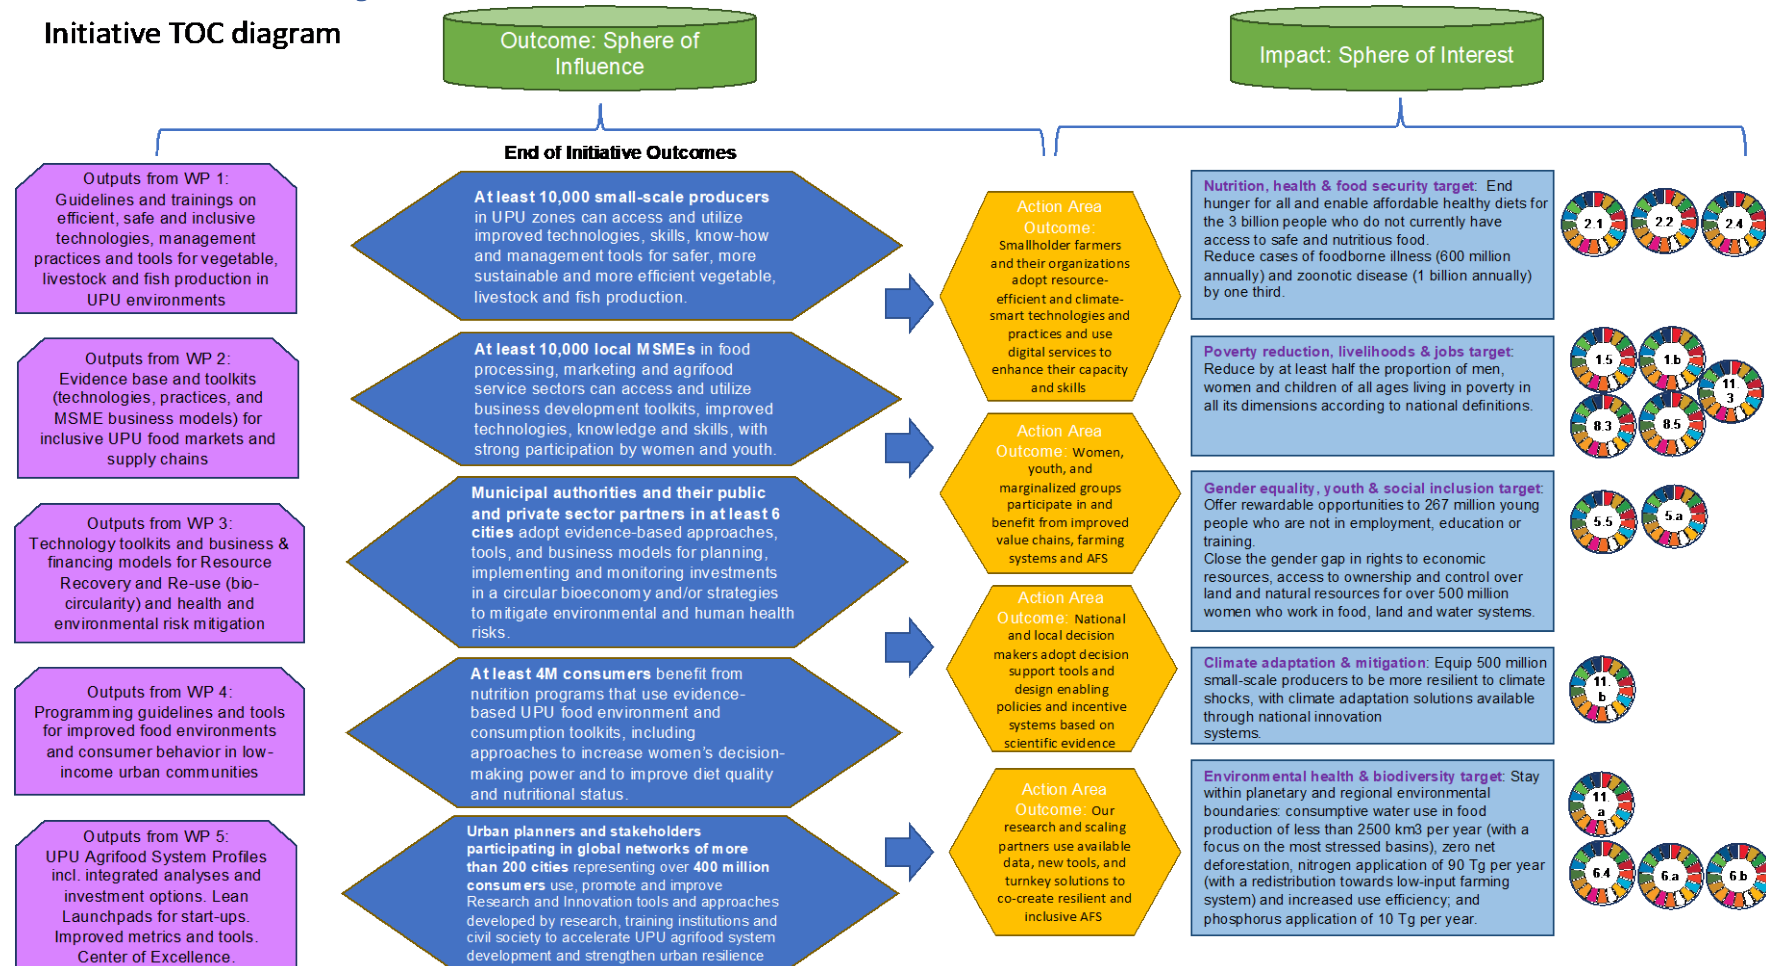 Initiative TOC diagram
Outcome: Sphere of
Influence
Impact: Sphere of Interest
End of Initiative Outcomes
Outputs from WP 1:
Guidelines and trainings on
efficient, safe and inclusive
technologies, management
practices and tools for vegetable,
livestock and fish production in
UPU environments
Outputs from WP 2:
Evidence base and toolkits
(technologies, practices, and
MSME business models) for
inclusive UPU food markets and
supply chains
Outputs from WP 3:
Technology toolkits and business &
financing models for Resource
Recovery and Re-use (bio-
circularity) and health and
environmental risk mitigation
Outputs from WP 4:
Programming guidelines and tools
for improved food environments
and consumer behavior in low-
income urban communities
Outputs from WP 5:
UPU Agrifood System Profiles
incl. integrated analyses and
investment options. Lean
Launchpads for start-ups.
Improved metrics and tools.
Center of Excellence.
At least 10,000 small-scale producers
in UPU zones can access and utilize
improved technologies, skills, know-how
and management tools for safer, more
sustainable and more efficient vegetable,
livestock and fish production.
At least 10,000 local MSMEs in food
processing, marketing and agrifood
service sectors can access and utilize
business development toolkits, improved
technologies, knowledge and skills, with
strong participation by women and youth.
Municipal authorities and their public
and private sector partners in at least 6
cities adopt evidence-based approaches,
tools, and business models for planning,
implementing and monitoring investments
in a circular bioeconomy and/or strategies
to mitigate environmental and human health
risks.
At least 4M consumers benefit from
nutrition programs that use evidence-
based UPU food environment and
consumption toolkits, including
approaches to increase women's decision-
making power and to improve diet quality
and nutritional status.
Urban planners and stakeholders
participating in global networks of more
than 200 cities representing over 400 million
consumers use, promote and improve
Research and Innovation tools and approaches
developed by research, training institutions and
civil society to accelerate UPU agrifood system
development and strengthen urban resilience
Action Area
Outcome:
Smallholder farmers
and their organizations
adopt resource-
efficient and climate-
smart technologies and
practices and use
digital services to
enhance their capacity
and skills
Action Area
Outcome: Women,
youth, and
marginalized groups
participate in and
benefit from improved
value chains, farming
systems and AFS
Action Area
Outcome: National
and local decision
makers adopt decision
support tools and
design enabling
policies and incentive
systems based on
scientific evidence
Action Area
Outcome: Our
research and scaling
partners use available
data, new tools, and
turnkey solutions to
co-create resilient and
inclusive AFS
Nutrition, health & food security target: End
hunger for all and enable affordable healthy diets for
the 3 billion people who do not currently have
access to safe and nutritious food.
Reduce cases of foodborne illness (600 million
annually) and zoonotic disease (1 billion annually)
by one third.
2.1
2.2
2.4
Poverty reduction, livelihoods & jobs target:
Reduce by at least half the proportion of men,
women and children of all ages living in poverty in
all its dimensions according to national definitions.
1.5
1.b
11.
3
8.3
8.5
Gender equality, youth & social inclusion target:
Offer rewardable opportunities to 267 million young
people who are not in employment, education or
training.
Close the gender gap in rights to economic
resources, access to ownership and control over
land and natural resources for over 500 million
women who work in food, land and water systems.
5.5
5.a
Climate adaptation & mitigation: Equip 500 million
small-scale producers to be more resilient to climate
shocks, with climate adaptation solutions available
through national innovation
systems.
11.
b
Environmental health & biodiversity target: Stay
within planetary and regional environmental
boundaries: consumptive water use in food
production of less than 2500 km3 per year (with a
focus on the most stressed basins), zero net
deforestation, nitrogen application of 90 Tg per year
(with a redistribution towards low-input farming
system) and increased use efficiency; and
phosphorus application of 10 Tg per year.
11.
a
6.4
6.a
6.b